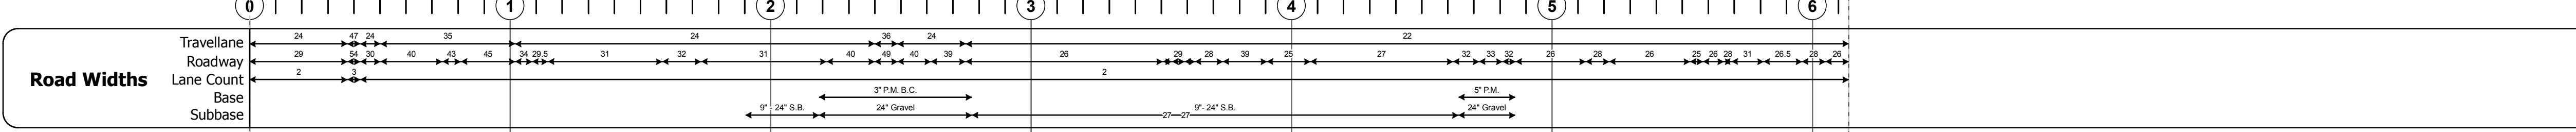 0 1 2 3 4 5 6
Travellane 24 47 24 35 24 36 24 22
Road Widths
Roadway 29 54 30 40 43 45 34 29.5 31 32 31 40 49 40 39 26 29 28 39 25 27 32 33 32 26 28 26 25 26 28 31 26.5 28 26
Lane Count 2 3 2
Base 3" P.M. B.C. 5" P.M.
Subbase 9" - 24" S.B. 24" Gravel 9"- 24" S.B. 24" Gravel
27 27